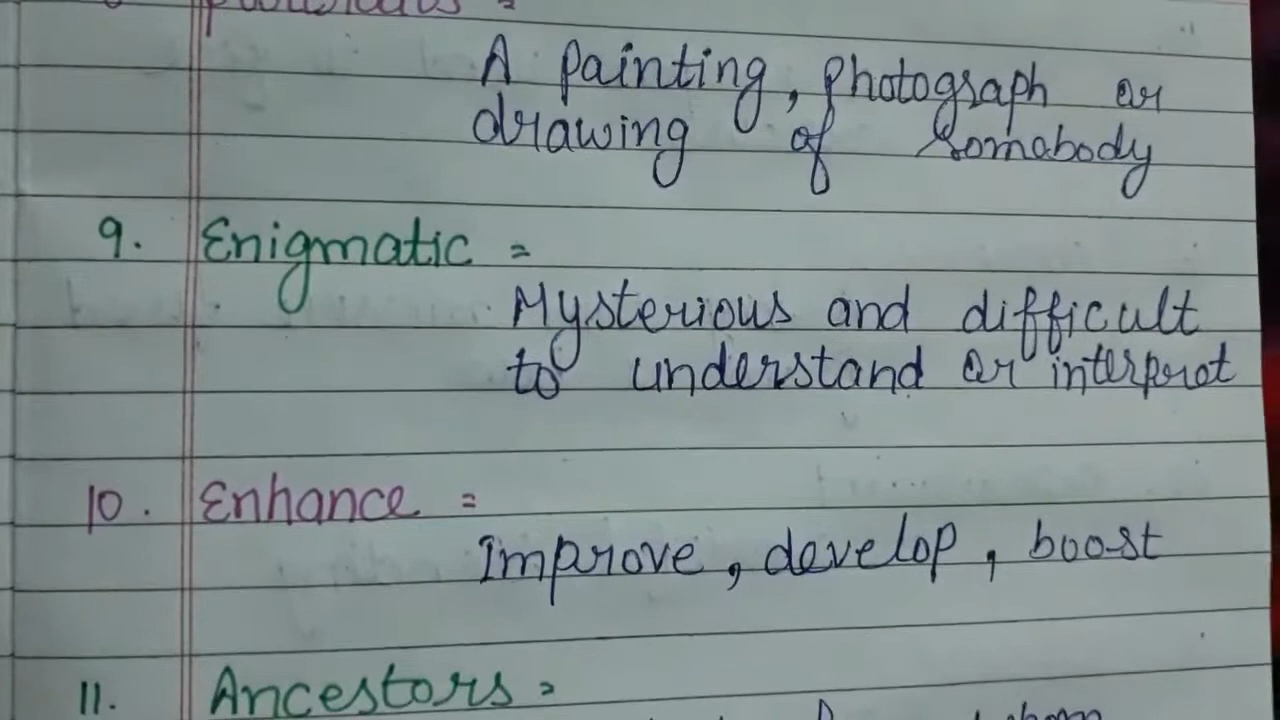 A painting, photograph or
drawing of somabody
9. Enigmatic =
Mysterious and difficult
to understand or interpret
10. Enhance =
Improve, develop, boost
11. Ancestors =